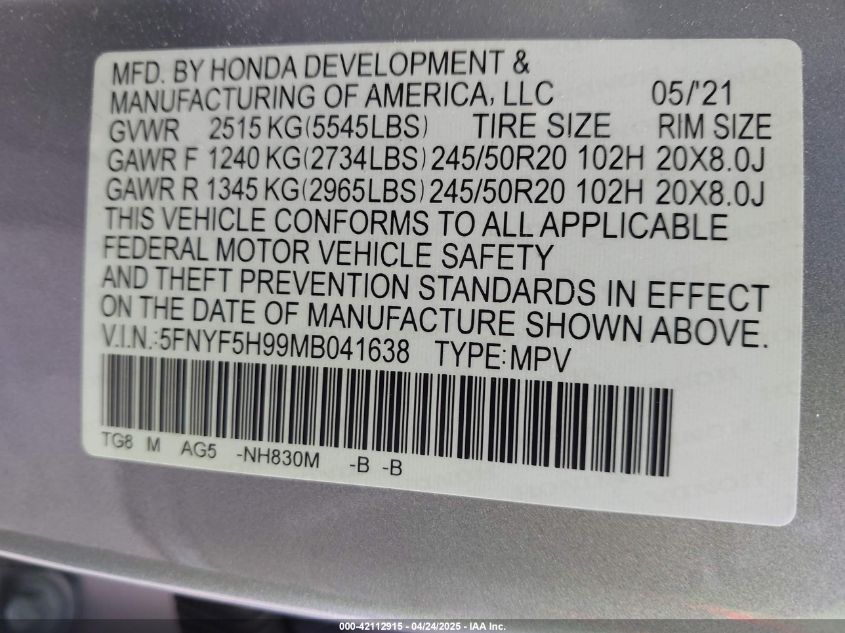 MFD. BY HONDA DEVELOPMENT &
MANUFACTURING OF AMERICA, LLC 05/'21
GVWR 2515 KG(5545LBS) TIRE SIZE RIM SIZE
GAWR F 1240 KG(2734LBS) 245/50R20 102H 20X8.0J
GAWR R 1345 KG(2965LBS) 245/50R20 102H 20X8.0J
THIS VEHICLE CONFORMS TO ALL APPLICABLE
FEDERAL MOTOR VEHICLE SAFETY
AND THEFT PREVENTION STANDARDS IN EFFECT
ON THE DATE OF MANUFACTURE SHOWN ABOVE.
V.I.N.:5FNYF5H99MB041638 TYPE:MPV
TG8 M AG5 -NH830M -B -B
000-42112915 - 04/24/2025 - IAA Inc.